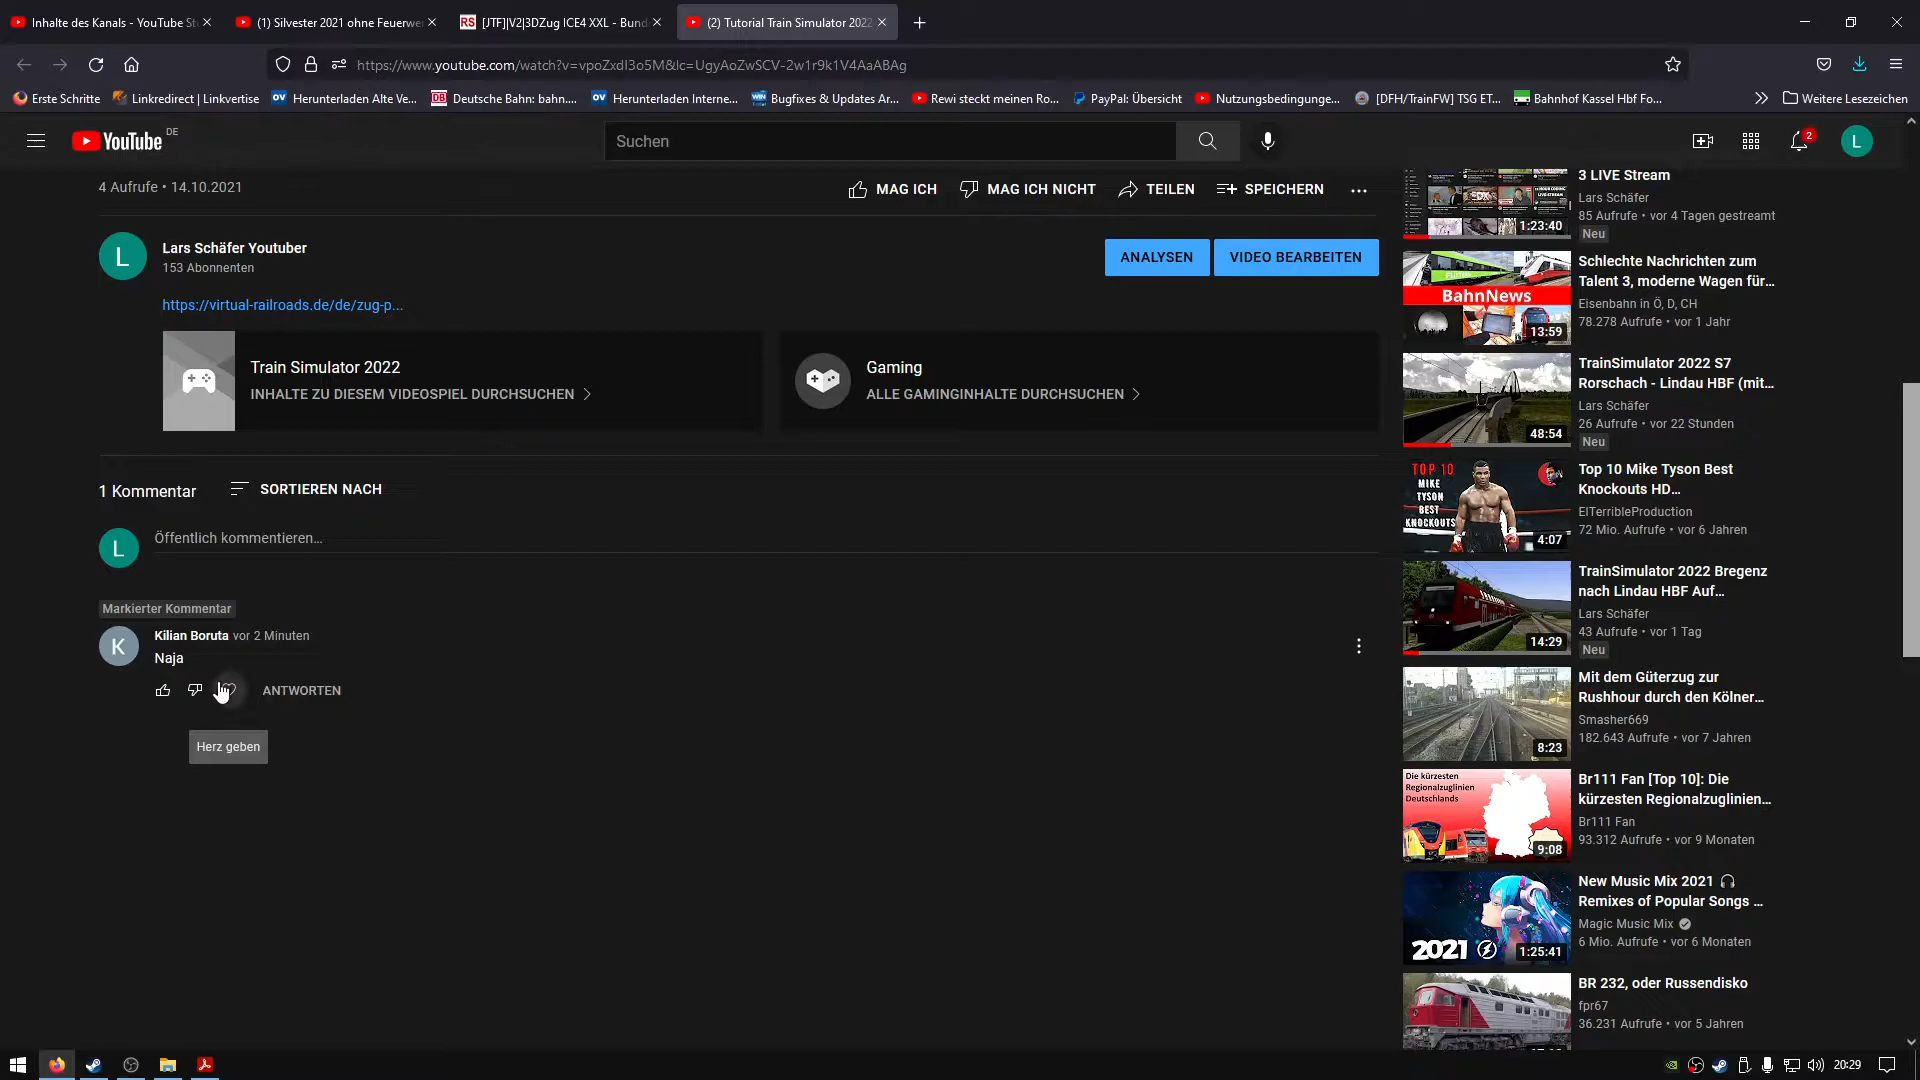 Inhalte des Kanals - YouTube St
(1) Silvester 2021 ohne Feuerwe
RS [JTF]|V2|3DZug ICE4 XXL - Bund
(2) Tutorial Train Simulator 2022
https://www.youtube.com/watch?v=vpoZxdI3o5M&lc=UgyAoZwSCV-2w1r9k1V4AaABAg
Erste Schritte
Linkredirect | Linkvertise
OV Herunterladen Alte Ve...
DB Deutsche Bahn: bahn....
OV Herunterladen Interne...
WIN Bugfixes & Updates Ar...
Rewi steckt meinen Ro...
PayPal: Übersicht
Nutzungsbedingunge...
[DFH/TrainFW] TSG ET...
Bahnhof Kassel Hbf Fo...
Weitere Lesezeichen
YouTube DE
Suchen
2
L
4 Aufrufe • 14.10.2021
MAG ICH
MAG ICH NICHT
TEILEN
SPEICHERN
L
Lars Schäfer Youtuber
153 Abonnenten
ANALYSEN
VIDEO BEARBEITEN
https://virtual-railroads.de/de/zug-p...
Train Simulator 2022
INHALTE ZU DIESEM VIDEOSPIEL DURCHSUCHEN
Gaming
ALLE GAMINGINHALTE DURCHSUCHEN
1 Kommentar
SORTIEREN NACH
L
Öffentlich kommentieren...
Markierter Kommentar
K
Kilian Boruta vor 2 Minuten
Naja
ANTWORTEN
Herz geben
3 LIVE Stream
Lars Schäfer
85 Aufrufe • vor 4 Tagen gestreamt
Neu
1:23:40
Schlechte Nachrichten zum
Talent 3, moderne Wagen für...
Eisenbahn in Ö, D, CH
78.278 Aufrufe • vor 1 Jahr
BahnNews
13:59
TrainSimulator 2022 S7
Rorschach - Lindau HBF (mit...
Lars Schäfer
26 Aufrufe • vor 22 Stunden
Neu
48:54
Top 10 Mike Tyson Best
Knockouts HD...
ElTerribleProduction
72 Mio. Aufrufe • vor 6 Jahren
TOP 10
MIKE
TYSON
BEST
KNOCKOUTS
4:07
TrainSimulator 2022 Bregenz
nach Lindau HBF Auf...
Lars Schäfer
43 Aufrufe • vor 1 Tag
Neu
14:29
Mit dem Güterzug zur
Rushhour durch den Kölner...
Smasher669
182.643 Aufrufe • vor 7 Jahren
8:23
Br111 Fan [Top 10]: Die
kürzesten Regionalzuglinien...
Br111 Fan
93.312 Aufrufe • vor 9 Monaten
Die kürzesten
Regionalzuglinien
Deutschlands
9:08
New Music Mix 2021 🎧
Remixes of Popular Songs ...
Magic Music Mix
6 Mio. Aufrufe • vor 6 Monaten
2021
1:25:41
BR 232, oder Russendisko
fpr67
36.231 Aufrufe • vor 5 Jahren
20:29